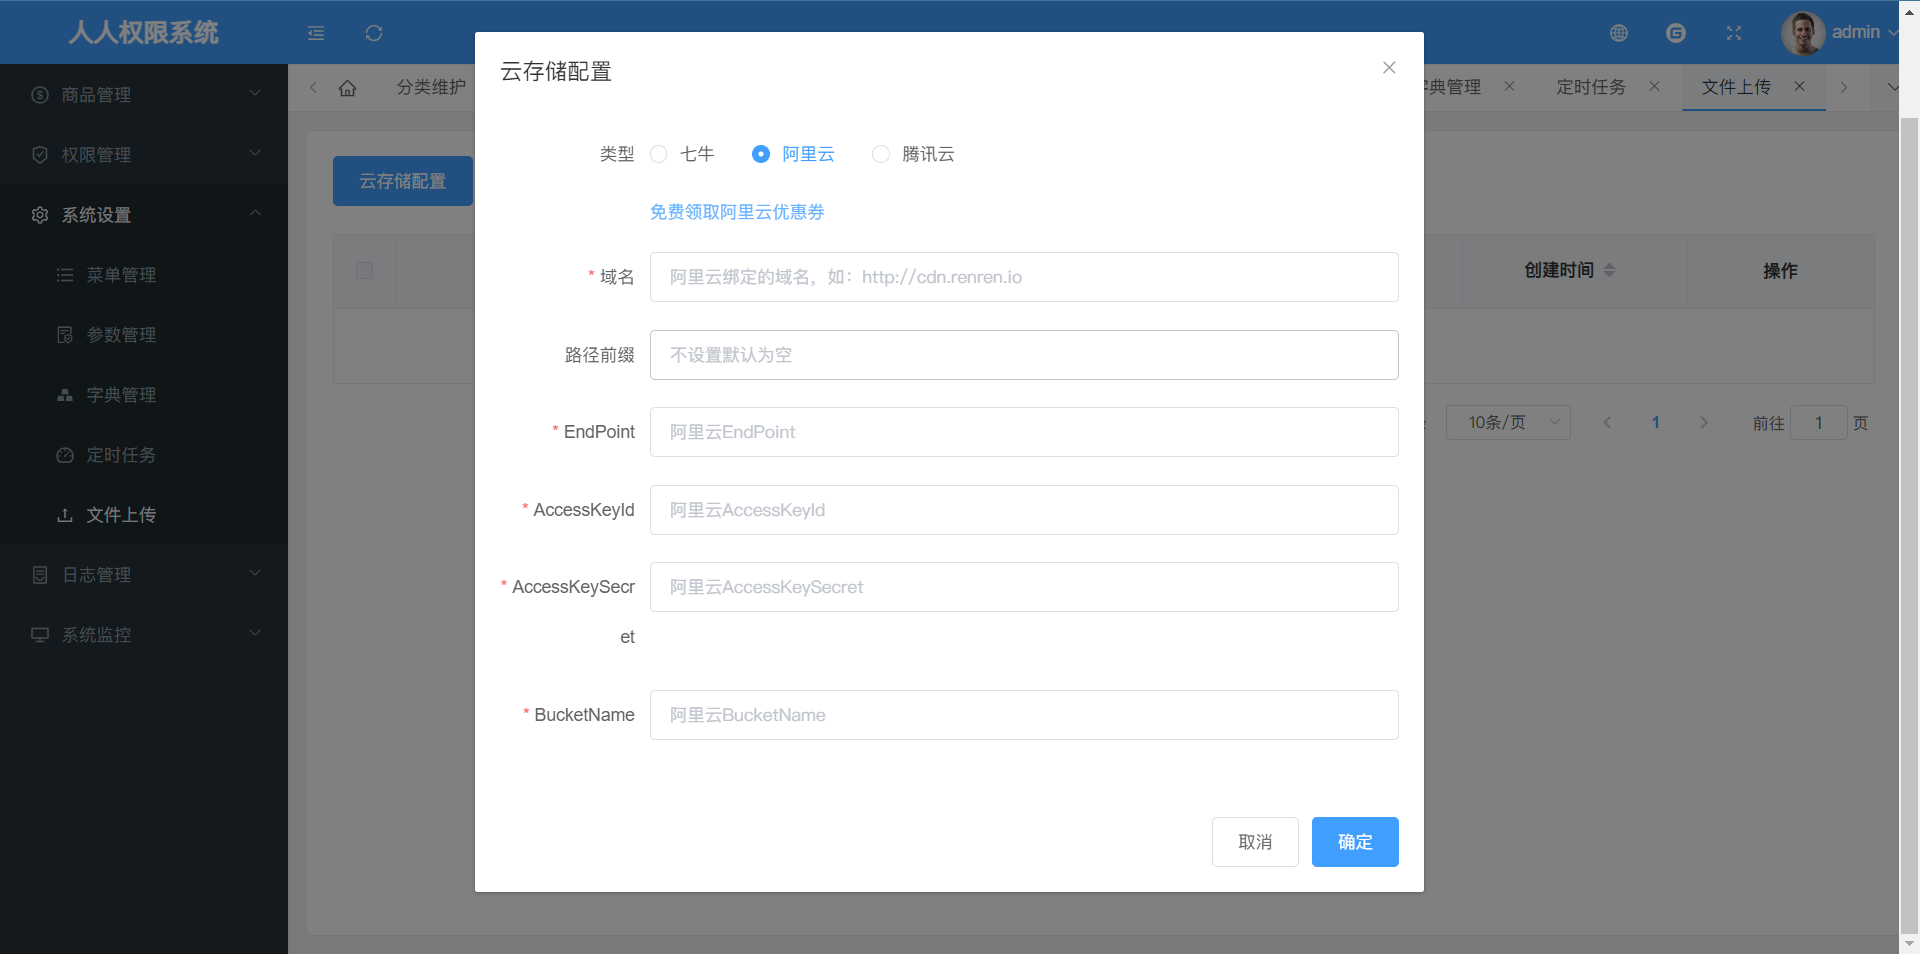 人人权限系统
admin
商品管理
权限管理
系统设置
菜单管理
参数管理
字典管理
定时任务
文件上传
日志管理
系统监控
分类维护
典管理
定时任务
文件上传
云存储配置
创建时间
操作
10条/页
1
前往
1
页
云存储配置
类型
七牛
阿里云
腾讯云
免费领取阿里云优惠券
* 域名
阿里云绑定的域名，如：http://cdn.renren.io
路径前缀
不设置默认为空
* EndPoint
阿里云EndPoint
* AccessKeyId
阿里云AccessKeyId
* AccessKeySecr
et
阿里云AccessKeySecret
* BucketName
阿里云BucketName
取消
确定